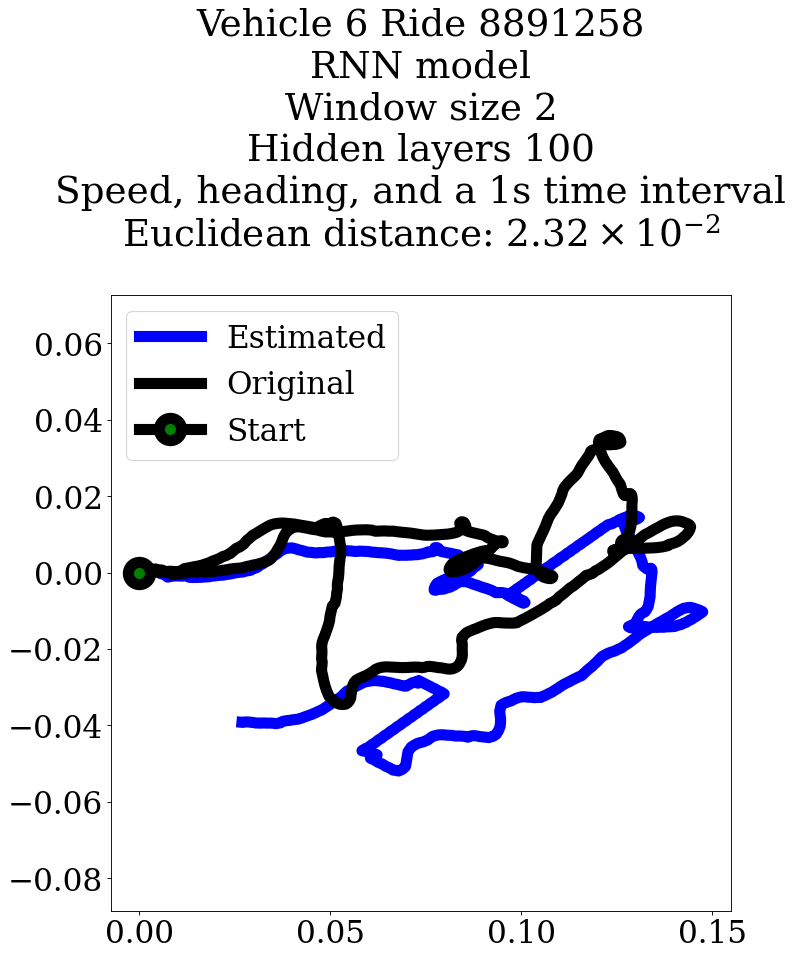 Vehicle 6 Ride 8891258
RNN model
Window size 2
Hidden layers 100
Speed, heading, and a 1s time interval
Euclidean distance: 2.32 × 10⁻²
Estimated
Original
Start
0.06
0.04
0.02
0.00
−0.02
−0.04
−0.06
−0.08
0.00 0.05 0.10 0.15